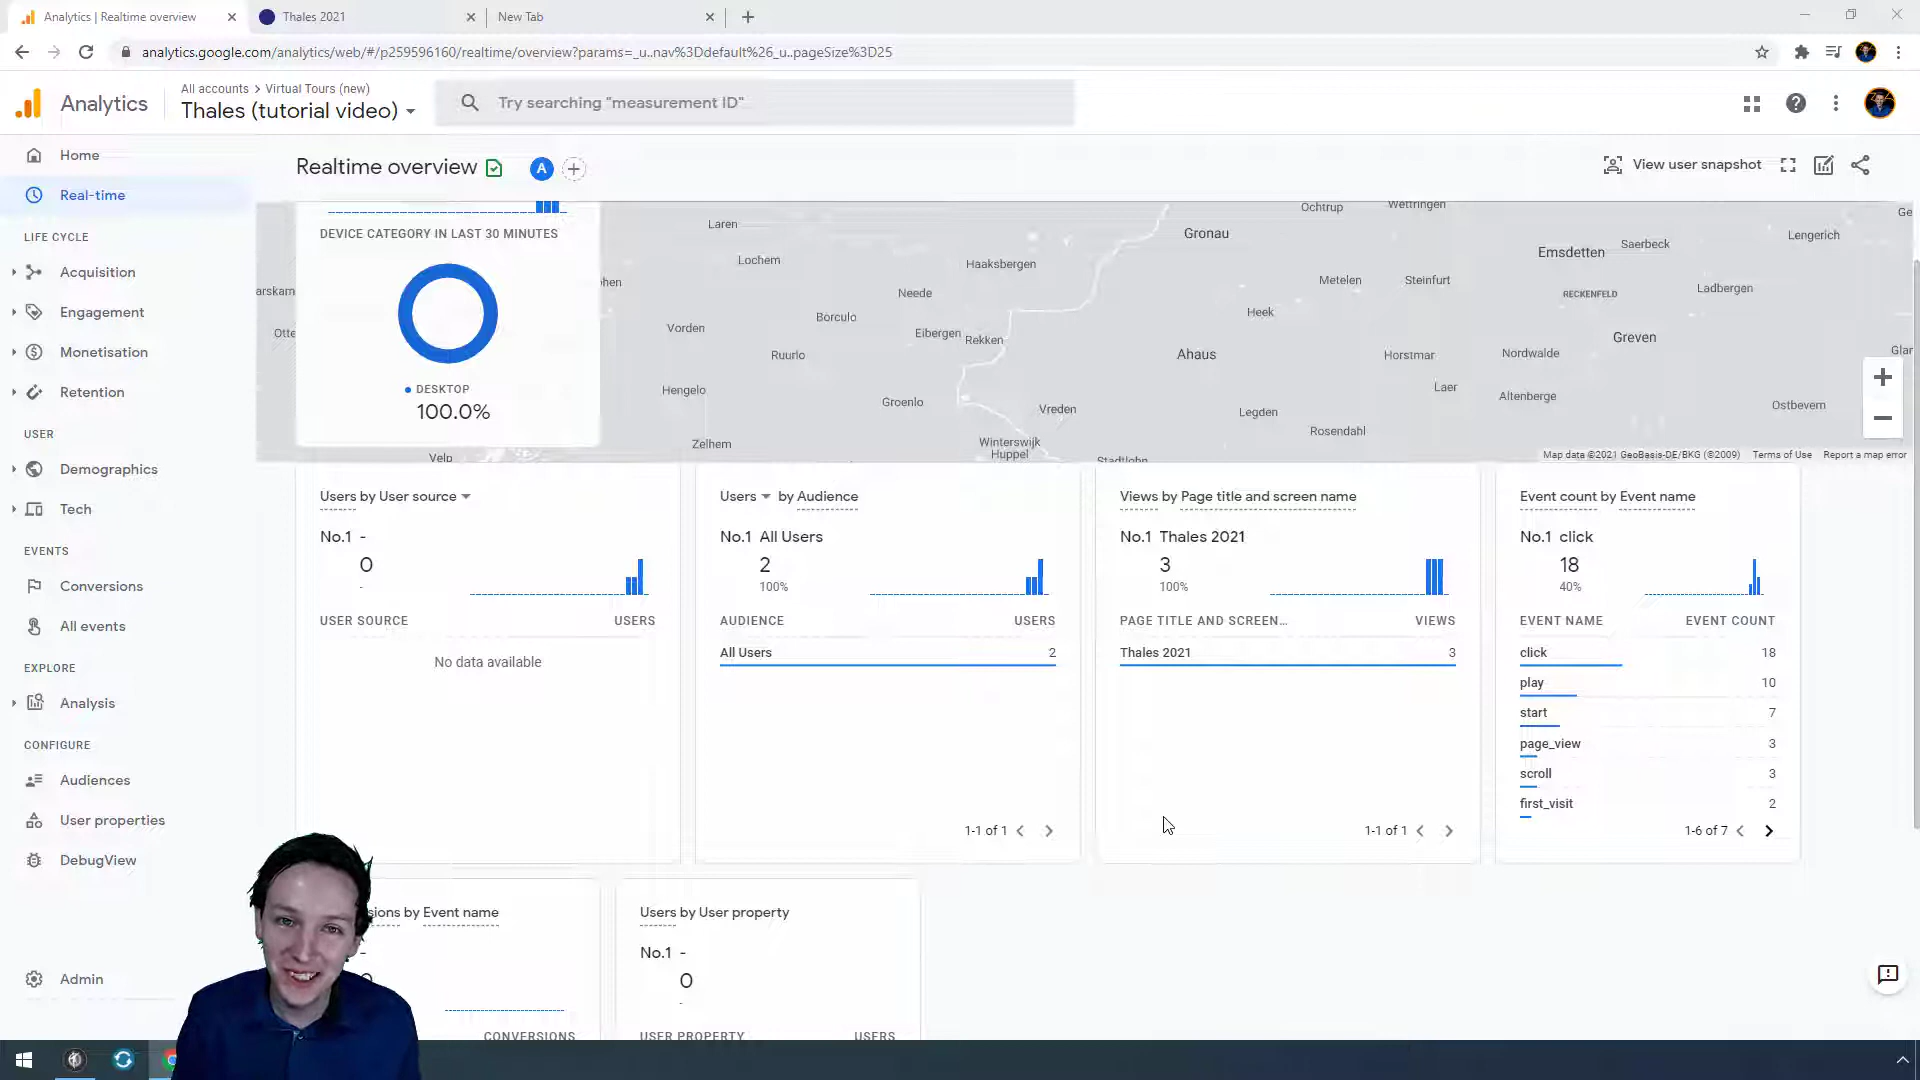 Analytics | Realtime overview
Thales 2021
New Tab
analytics.google.com/analytics/web/#/p259596160/realtime/overview?params=_u..nav%3Ddefault%26_u..pageSize%3D25
Analytics
All accounts > Virtual Tours (new)
Thales (tutorial video)
Try searching "measurement ID"
Home
Real-time
LIFE CYCLE
Acquisition
Engagement
Monetisation
Retention
USER
Demographics
Tech
EVENTS
Conversions
All events
EXPLORE
Analysis
CONFIGURE
Audiences
User properties
DebugView
Admin
Realtime overview
A
View user snapshot
DEVICE CATEGORY IN LAST 30 MINUTES
DESKTOP
100.0%
Laren
Lochem
Haaksbergen
Neede
Borculo
Vorden
Eibergen
Rekken
Ruurlo
Hengelo
Groenlo
Vreden
Zelhem
Winterswijk
Huppel
Velp
Stadtlohn
Gronau
Ochtrup
Wettringen
Emsdetten
Saerbeck
Lengerich
Metelen
Steinfurt
RECKENFELD
Ladbergen
Heek
Greven
Ahaus
Horstmar
Nordwalde
Laer
Altenberge
Legden
Ostbevern
Rosendahl
Map data ©2021 GeoBasis-DE/BKG (©2009)
Terms of Use
Report a map error
Users by User source
No.1 -
0
-
USER SOURCE USERS
No data available
Users by Audience
No.1 All Users
2
100%
AUDIENCE USERS
All Users 2
1-1 of 1
Views by Page title and screen name
No.1 Thales 2021
3
100%
PAGE TITLE AND SCREEN... VIEWS
Thales 2021 3
1-1 of 1
Event count by Event name
No.1 click
18
40%
EVENT NAME EVENT COUNT
click 18
play 10
start 7
page_view 3
scroll 3
first_visit 2
1-6 of 7
sions by Event name
-
0
CONVERSIONS
Users by User property
No.1 -
0
-
USER PROPERTY USERS